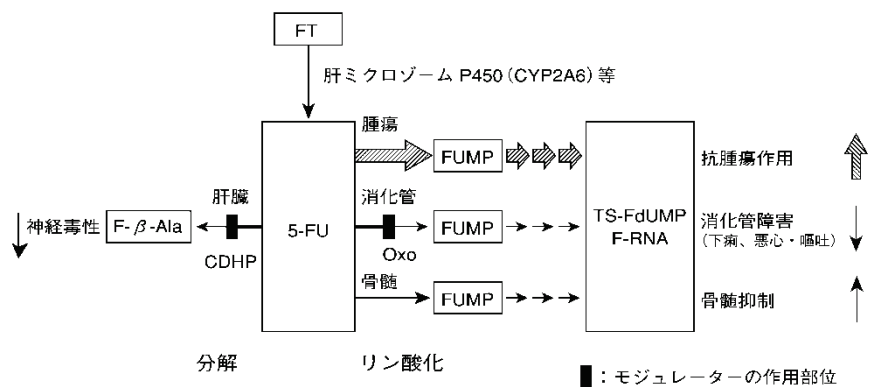 FT
肝ミクロゾーム P450 (CYP2A6) 等
腫瘍
FUMP
抗腫瘍作用
肝臓
消化管
神経毒性
F-β-Ala
5-FU
FUMP
TS-FdUMP
F-RNA
消化管障害
(下痢、悪心・嘔吐)
CDHP
Oxo
骨髄
FUMP
骨髄抑制
分解
リン酸化
:モジュレーターの作用部位